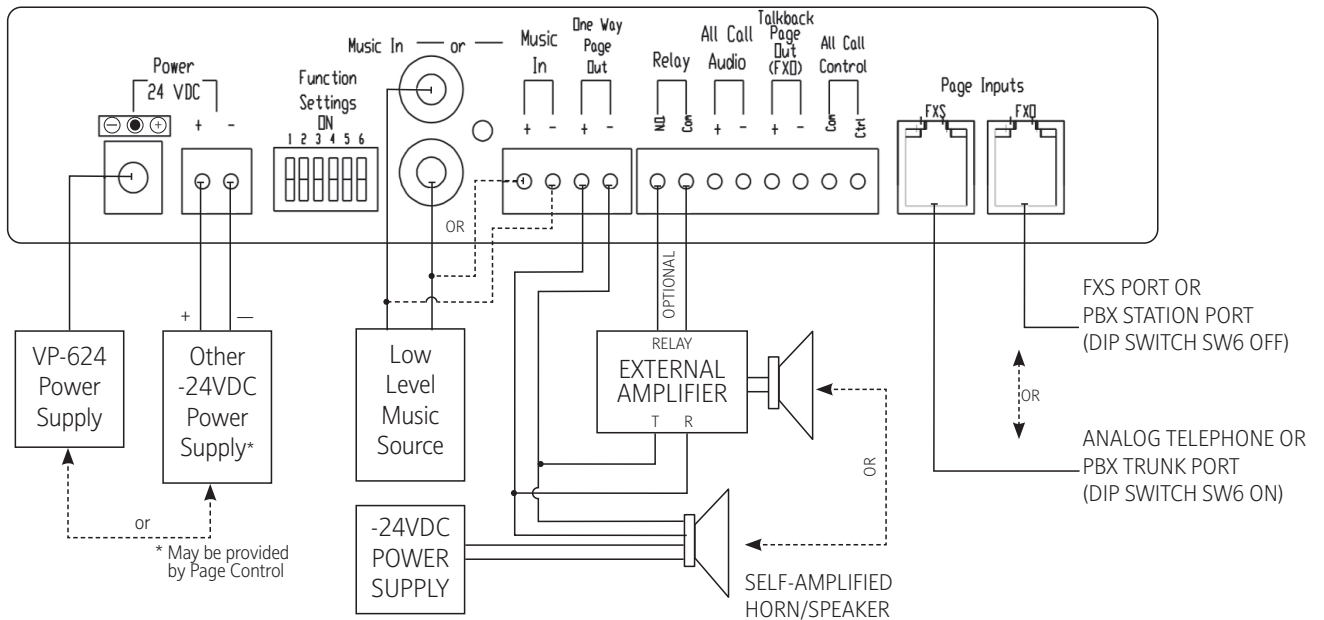 Power
24 VDC
+ -
Function
Settings
ON
1 2 3 4 5 6
Music In — or —
Music
In
+ -
One Way
Page
Out
+ -
Relay
N.O. Com
All Call
Audio
+ -
Talkback
Page
Out
(FXO)
+ -
All Call
Control
Com Ctrl
Page Inputs
FXS
FXO
OR
OPTIONAL
+ —
VP-624
Power
Supply
Other
-24VDC
Power
Supply*
or
* May be provided
by Page Control
Low
Level
Music
Source
RELAY
EXTERNAL
AMPLIFIER
T R
OR
-24VDC
POWER
SUPPLY
SELF-AMPLIFIED
HORN/SPEAKER
FXS PORT OR
PBX STATION PORT
(DIP SWITCH SW6 OFF)
OR
ANALOG TELEPHONE OR
PBX TRUNK PORT
(DIP SWITCH SW6 ON)